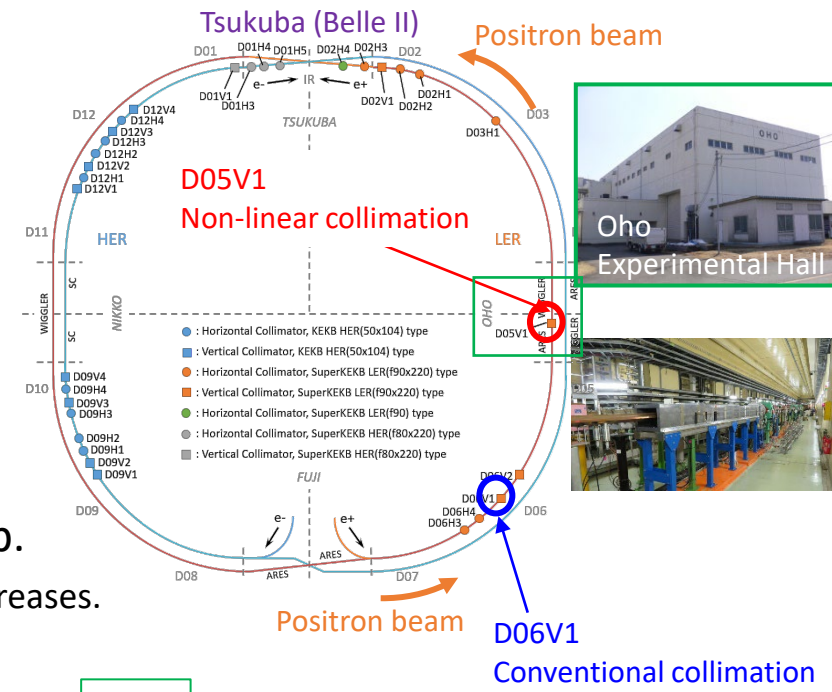 Tsukuba (Belle II)
Positron beam
D01
D01H4
D01H5
D02H4
D02H3
D02
D01V1
D01H3
e-
IR
e+
D02V1
D02H2
D02H1
TSUKUBA
D03
D03H1
D12
D12V4
D12H4
D12V3
D12H3
D12H2
D12V2
D12H1
D12V1
OHO
Oho
Experimental Hall
D05V1
Non-linear collimation
D11
HER
LER
WIGGLER
SC
SC
NIKKO
OHO
WIGGLER
ARES
D05V1
ARES
: Horizontal Collimator, KEKB HER(50x104) type
: Vertical Collimator, KEKB HER(50x104) type
: Horizontal Collimator, SuperKEKB LER(f90x220) type
: Vertical Collimator, SuperKEKB LER(f90x220) type
: Horizontal Collimator, SuperKEKB LER(f90) type
: Horizontal Collimator, SuperKEKB HER(f80x220) type
: Vertical Collimator, SuperKEKB HER(f80x220) type
D10
D09V4
D09H4
D09V3
D09H3
D09H2
D09H1
D09V2
D09V1
D09
FUJI
D06V2
D06V1
D06H4
D06H3
D06
e-
e+
ARES
ARES
D08
D07
reases.
Positron beam
D06V1
Conventional collimation